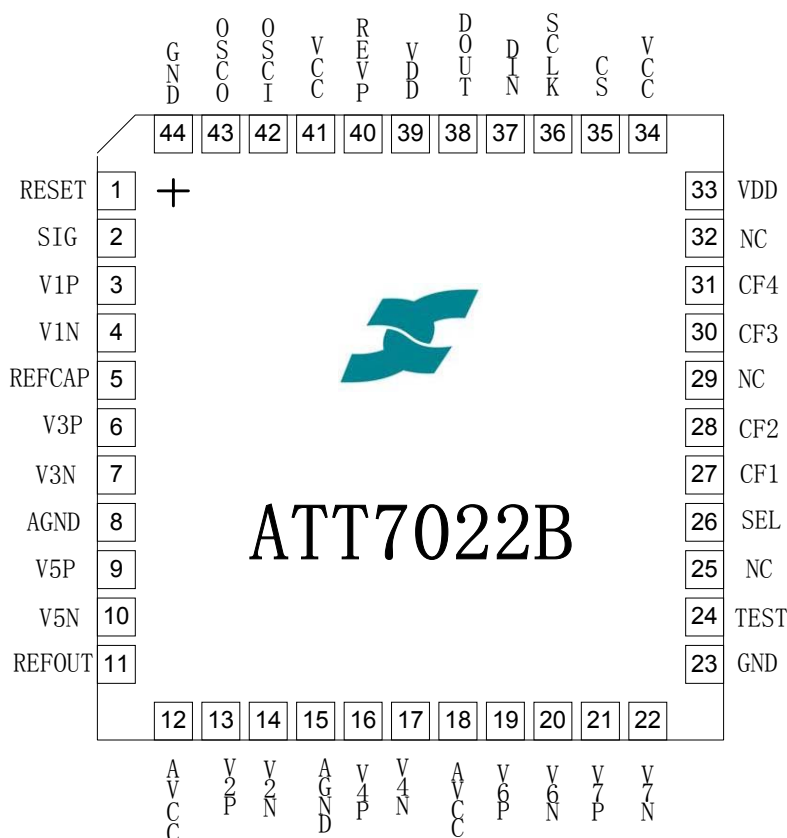 GND OSCO OSCI VCC REVP VDD DOUT DIN SCLK CS VCC
44 43 42 41 40 39 38 37 36 35 34
RESET 1
SIG 2
V1P 3
V1N 4
REFCAP 5
V3P 6
V3N 7
AGND 8
V5P 9
V5N 10
REFOUT 11
ATT7022B
33 VDD
32 NC
31 CF4
30 CF3
29 NC
28 CF2
27 CF1
26 SEL
25 NC
24 TEST
23 GND
12 13 14 15 16 17 18 19 20 21 22
AVCC V2P V2N AGND V4P V4N AVCC V6P V6N V7P V7N